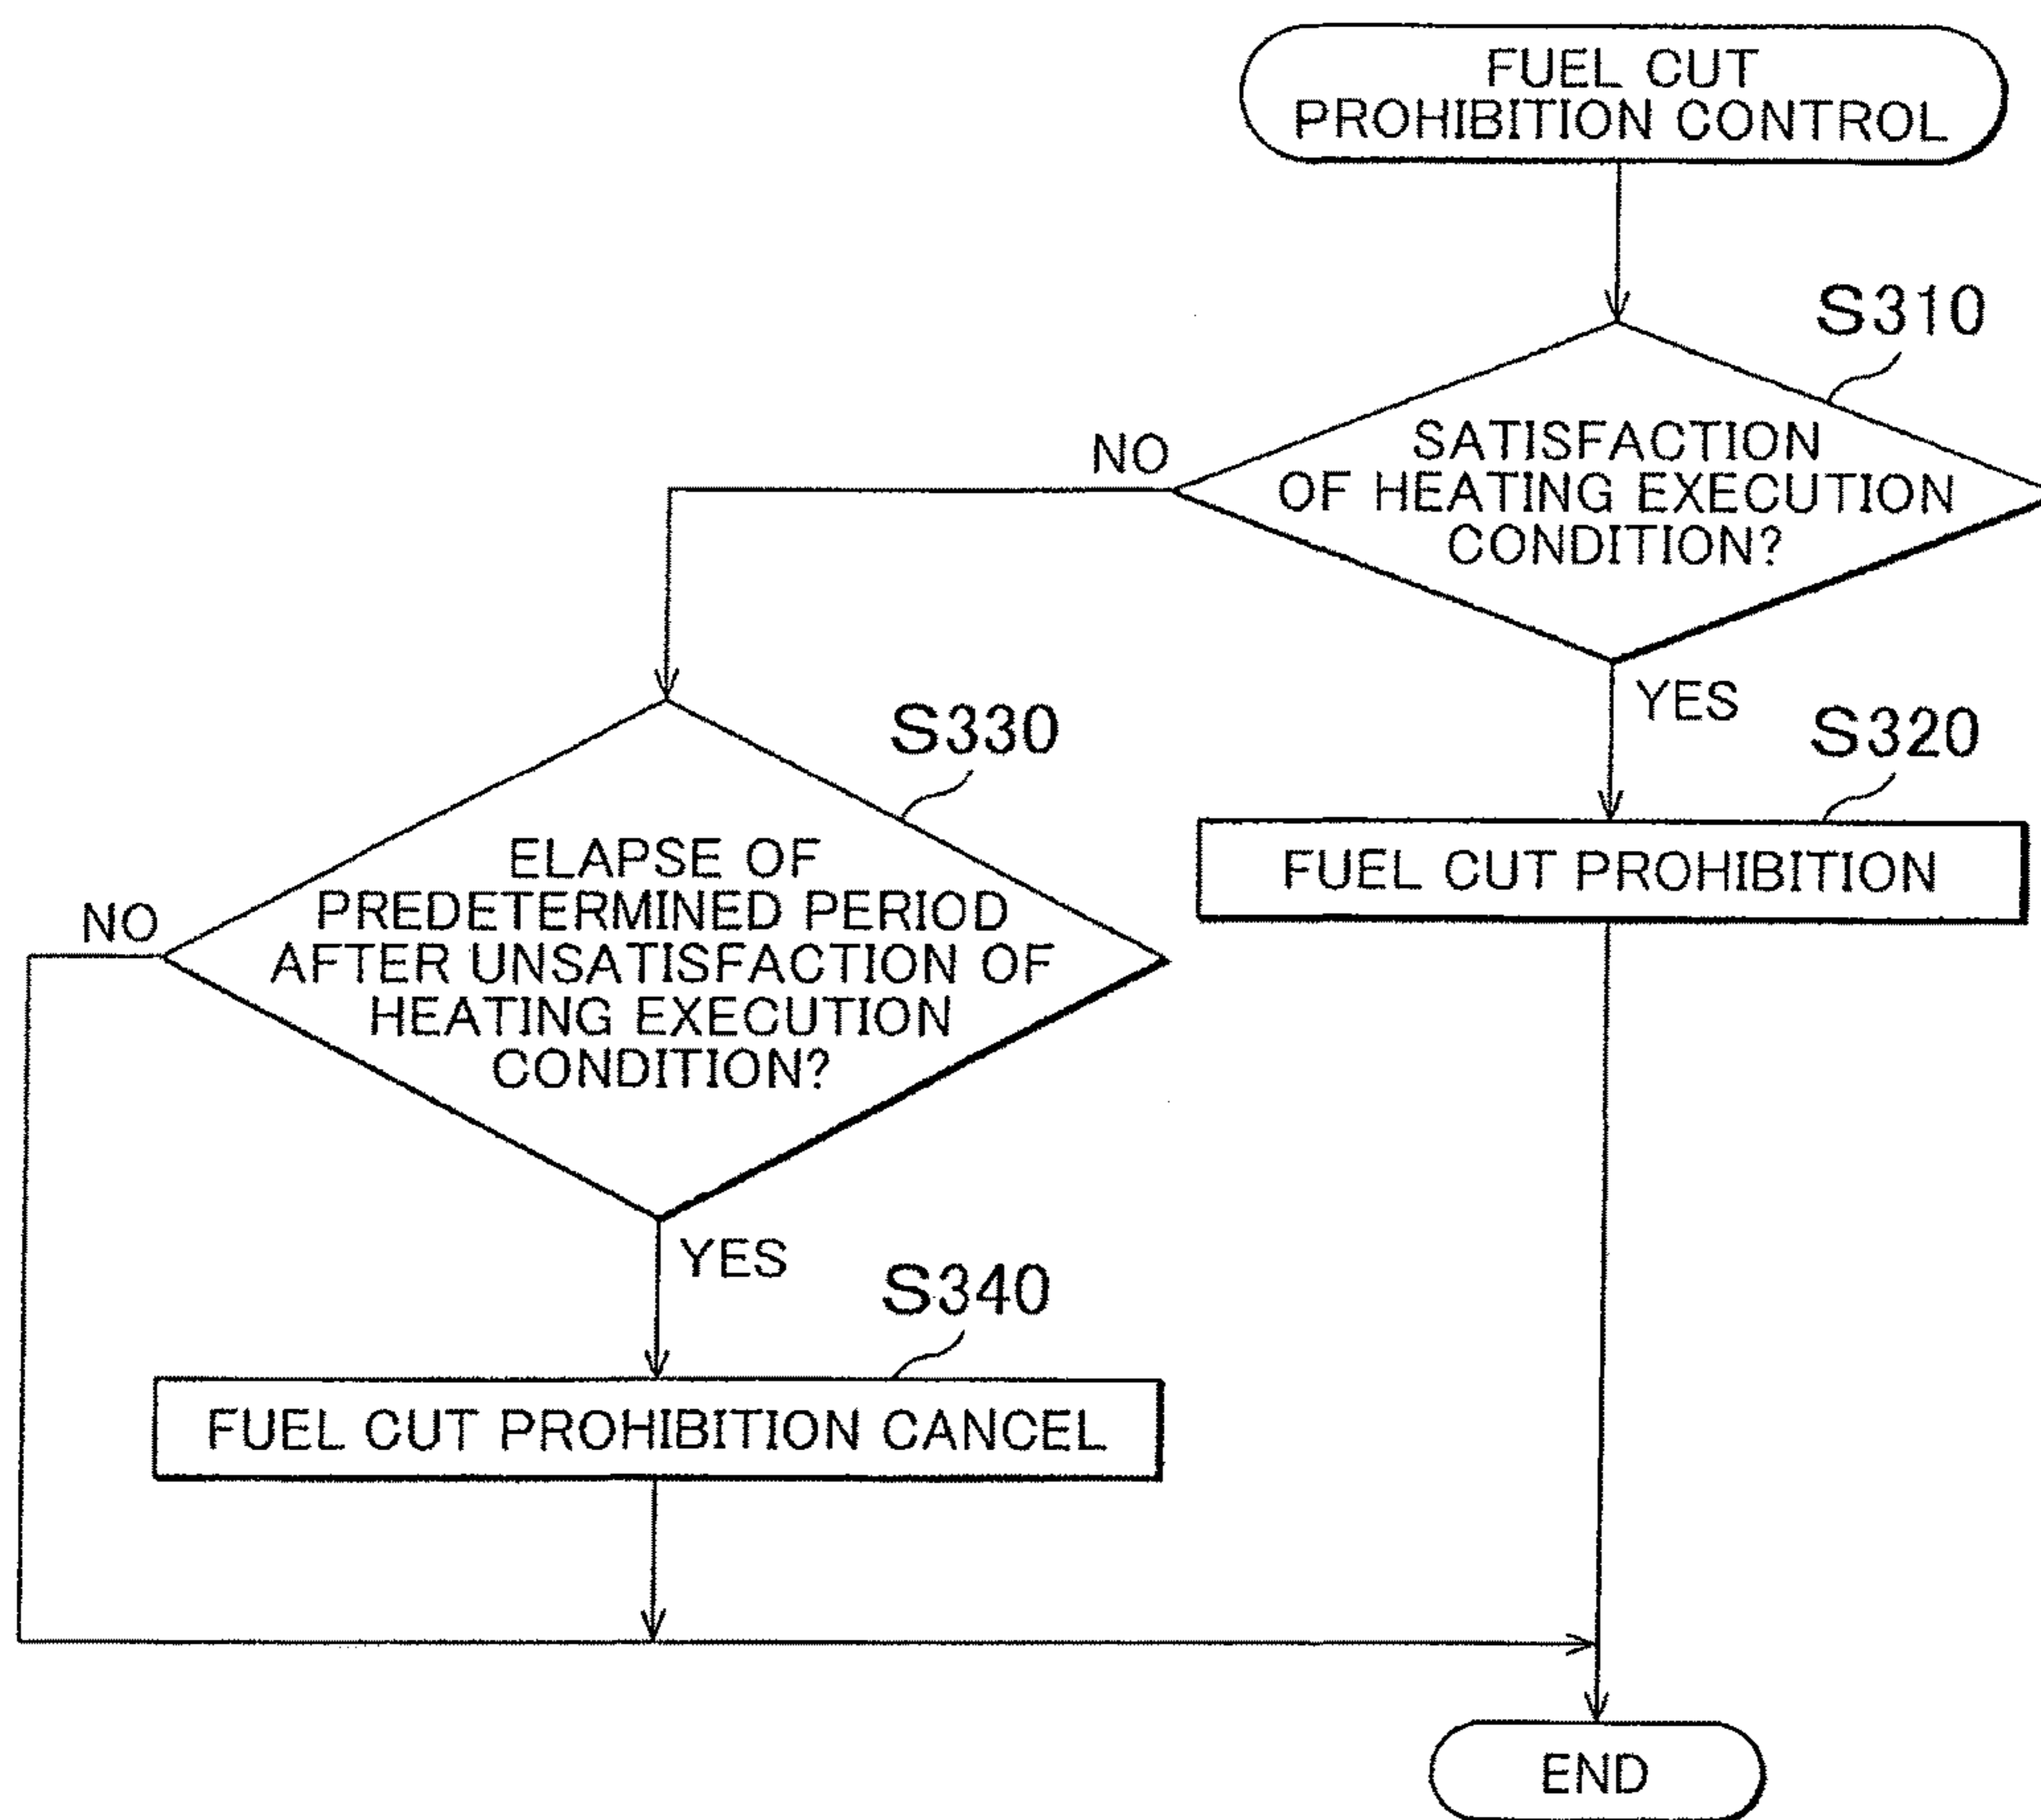 FUEL CUT
PROHIBITION CONTROL
S310
SATISFACTION
OF HEATING EXECUTION
CONDITION?
NO
YES
S320
FUEL CUT PROHIBITION
S330
ELAPSE OF
PREDETERMINED PERIOD
AFTER UNSATISFACTION OF
HEATING EXECUTION
CONDITION?
NO
YES
S340
FUEL CUT PROHIBITION CANCEL
END